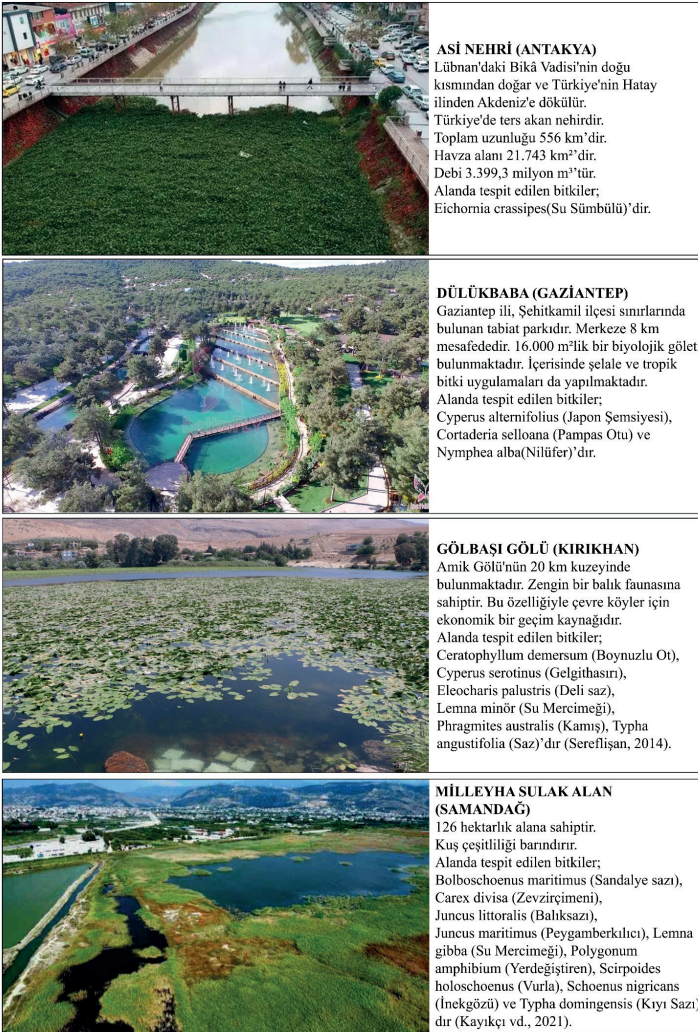 ASİ NEHRİ (ANTAKYA)
Lübnan'daki Bikâ Vadisi'nin doğu
kısmından doğar ve Türkiye'nin Hatay
ilinden Akdeniz'e dökülür.
Türkiye'de ters akan nehirdir.
Toplam uzunluğu 556 km’dir.
Havza alanı 21.743 km²’dir.
Debi 3.399,3 milyon m³’tür.
Alanda tespit edilen bitkiler;
Eichornia crassipes(Su Sümbülü)’dir.
DÜLÜKBABA (GAZİANTEP)
Gaziantep ili, Şehitkamil ilçesi sınırlarında
bulunan tabiat parkıdır. Merkeze 8 km
mesafededir. 16.000 m²lik bir biyolojik gölet
bulunmaktadır. İçerisinde şelale ve tropik
bitki uygulamaları da yapılmaktadır.
Alanda tespit edilen bitkiler;
Cyperus alternifolius (Japon Şemsiyesi),
Cortaderia selloana (Pampas Otu) ve
Nymphea alba(Nilüfer)’dır.
GÖLBAŞI GÖLÜ (KIRIKHAN)
Amik Gölü'nün 20 km kuzeyinde
bulunmaktadır. Zengin bir balık faunasına
sahiptir. Bu özelliğiyle çevre köyler için
ekonomik bir geçim kaynağıdır.
Alanda tespit edilen bitkiler;
Ceratophyllum demersum (Boynuzlu Ot),
Cyperus serotinus (Gelgithasırı),
Eleocharis palustris (Deli saz),
Lemna minör (Su Mercimeği),
Phragmites australis (Kamış), Typha
angustifolia (Saz)’dır (Sereflişan, 2014).
MİLLEYHA SULAK ALAN
(SAMANDAĞ)
126 hektarlık alana sahiptir.
Kuş çeşitliliği barındırır.
Alanda tespit edilen bitkiler;
Bolboschoenus maritimus (Sandalye sazı),
Carex divisa (Zevzirçimeni),
Juncus littoralis (Balıksazı),
Juncus maritimus (Peygamberkılıcı), Lemna
gibba (Su Mercimeği), Polygonum
amphibium (Yerdeğiştiren), Scirpoides
holoschoenus (Vurla), Schoenus nigricans
(İnekgözü) ve Typha domingensis (Kıyı Sazı)
dır (Kayıkçı vd., 2021).